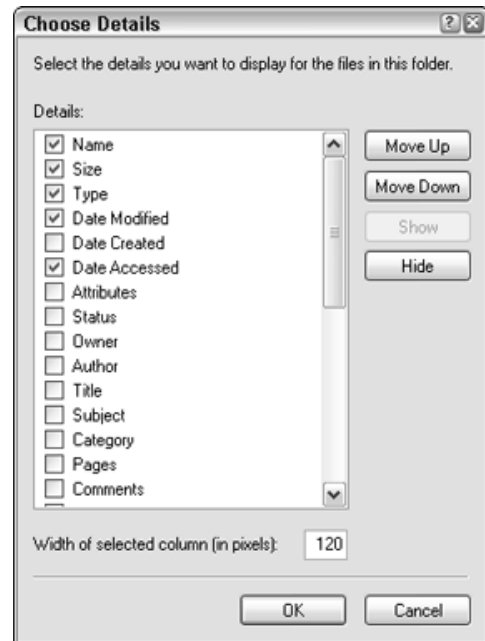 Choose Details
Select the details you want to display for the files in this folder.
Details:
Name
Size
Type
Date Modified
Date Created
Date Accessed
Attributes
Status
Owner
Author
Title
Subject
Category
Pages
Comments
Move Up
Move Down
Show
Hide
Width of selected column (in pixels): 120
OK Cancel